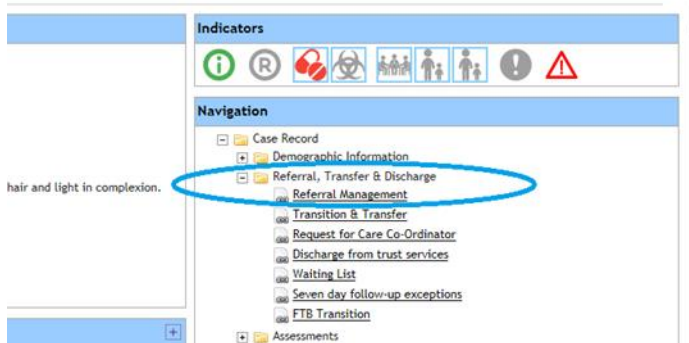 Indicators
i R !
Navigation
Case Record
Demographic Information
Referral, Transfer & Discharge
hair and light in complexion.
Referral Management
Transition & Transfer
Request for Care Co-Ordinator
Discharge from trust services
Waiting List
Seven day follow-up exceptions
FTB Transition
Assessments